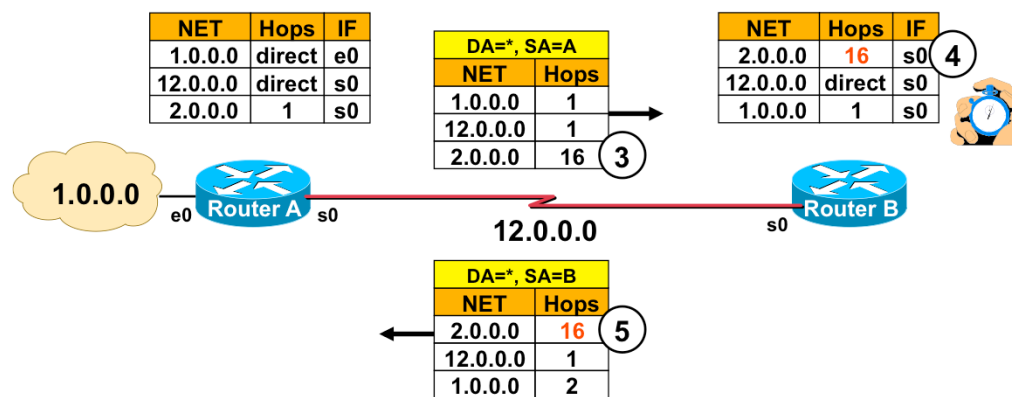 NET Hops IF
1.0.0.0 direct e0
12.0.0.0 direct s0
2.0.0.0 1 s0
DA=*, SA=A
NET Hops
1.0.0.0 1
12.0.0.0 1
2.0.0.0 16
3
NET Hops IF
2.0.0.0 16 s0
12.0.0.0 direct s0
1.0.0.0 1 s0
4
1.0.0.0
e0
Router A
s0
12.0.0.0
s0
Router B
DA=*, SA=B
NET Hops
2.0.0.0 16
12.0.0.0 1
1.0.0.0 2
5